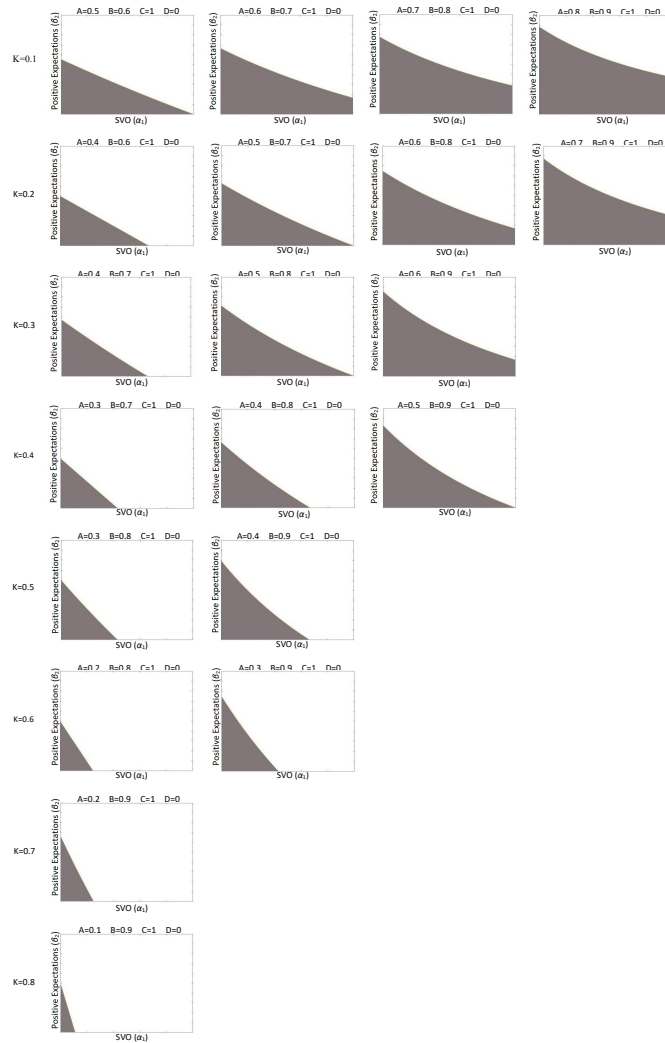 A=0.5 B=0.6 C=1 D=0
A=0.6 B=0.7 C=1 D=0
A=0.7 B=0.8 C=1 D=0
A=0.8 B=0.9 C=1 D=0
K=0.1
Positive Expectations (β₂)
Positive Expectations (β₂)
Positive Expectations (β₂)
Positive Expectations (β₂)
SVO (α₁)
SVO (α₁)
SVO (α₁)
SVO (α₁)
A=0.4 B=0.6 C=1 D=0
A=0.5 B=0.7 C=1 D=0
A=0.6 B=0.8 C=1 D=0
A=0.7 B=0.9 C=1 D=0
K=0.2
Positive Expectations (β₂)
Positive Expectations (β₂)
Positive Expectations (β₂)
Positive Expectations (β₂)
SVO (α₁)
SVO (α₁)
SVO (α₁)
SVO (α₂)
A=0.4 B=0.7 C=1 D=0
A=0.5 B=0.8 C=1 D=0
A=0.6 B=0.9 C=1 D=0
K=0.3
Positive Expectations (β₂)
Positive Expectations (β₂)
Positive Expectations (β₂)
SVO (α₁)
SVO (α₁)
SVO (α₁)
A=0.3 B=0.7 C=1 D=0
A=0.4 B=0.8 C=1 D=0
A=0.5 B=0.9 C=1 D=0
K=0.4
Positive Expectations (β₂)
Positive Expectations (β₂)
Positive Expectations (β₂)
SVO (α₁)
SVO (α₁)
SVO (α₁)
A=0.3 B=0.8 C=1 D=0
A=0.4 B=0.9 C=1 D=0
K=0.5
Positive Expectations (β₂)
Positive Expectations (β₂)
SVO (α₁)
SVO (α₁)
A=0.2 B=0.8 C=1 D=0
A=0.3 B=0.9 C=1 D=0
K=0.6
Positive Expectations (β₂)
Positive Expectations (β₂)
SVO (α₁)
SVO (α₁)
A=0.2 B=0.9 C=1 D=0
K=0.7
Positive Expectations (β₂)
SVO (α₁)
A=0.1 B=0.9 C=1 D=0
K=0.8
Positive Expectations (β₂)
SVO (α₁)